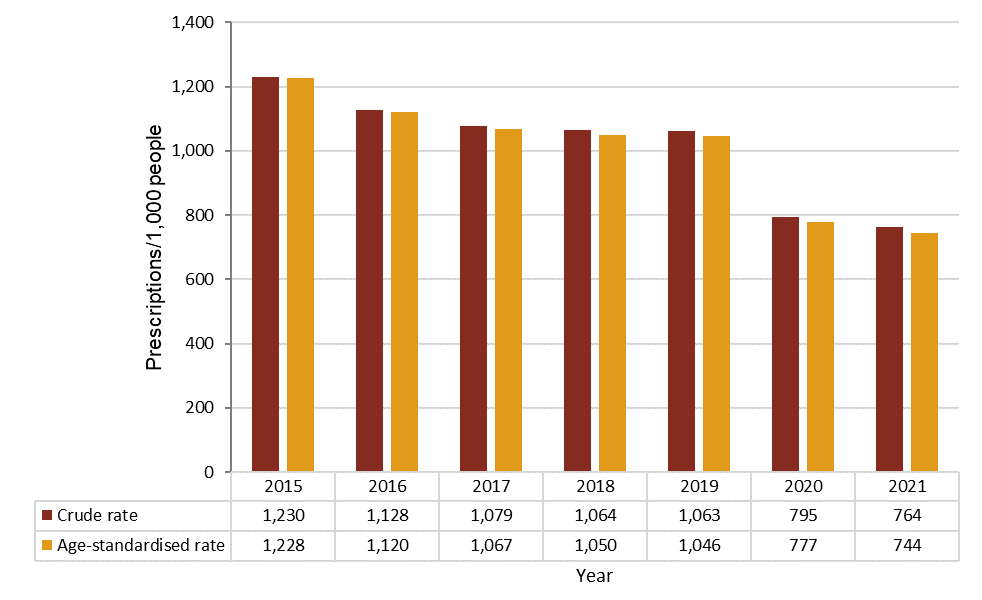 Prescriptions/1,000 people
1,400
1,200
1,000
800
600
400
200
0
2015 2016 2017 2018 2019 2020 2021
Crude rate 1,230 1,128 1,079 1,064 1,063 795 764
Age-standardised rate 1,228 1,120 1,067 1,050 1,046 777 744
Year